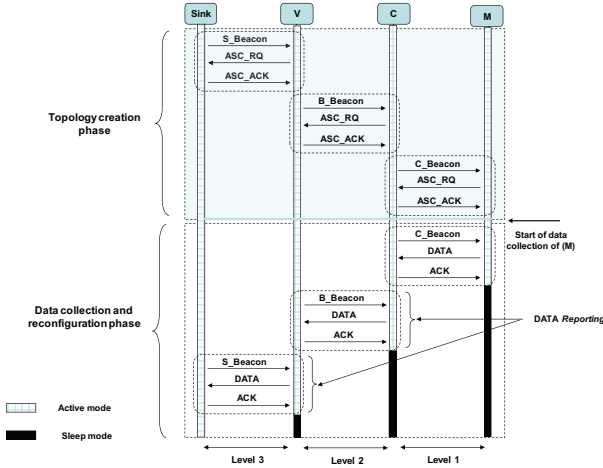 Sink V C M
S_Beacon
ASC_RQ
ASC_ACK
B_Beacon
ASC_RQ
ASC_ACK
Topology creation
phase
C_Beacon
ASC_RQ
ASC_ACK
Start of data
collection of (M)
C_Beacon
DATA
ACK
Data collection and
reconfiguration phase
B_Beacon
DATA
ACK
DATA Reporting
S_Beacon
DATA
ACK
Active mode
Sleep mode
Level 3 Level 2 Level 1